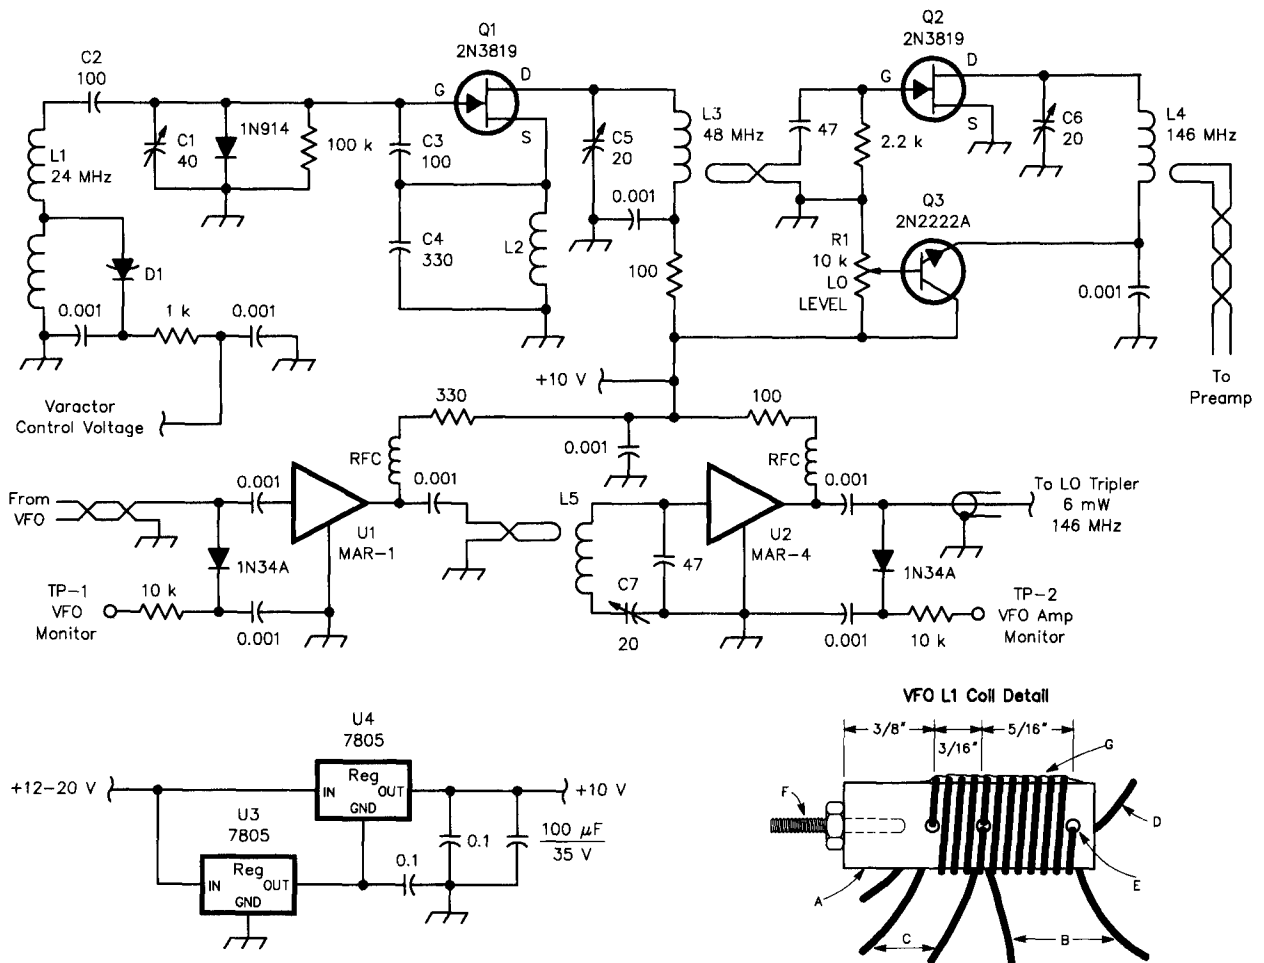 Q1
2N3819
Q2
2N3819
C2
100
G
D
S
G
D
S
L1
24 MHz
C1
40
1N914
100 k
C3
100
C4
330
L2
C5
20
L3
48 MHz
0.001
100
47
2.2 k
C6
20
L4
146 MHz
Q3
2N2222A
R1
10 k
LO
LEVEL
0.001
D1
0.001
1 k
0.001
Varactor
Control Voltage
+10 V
To
Preamp
330
100
RFC
0.001
RFC
From
VFO
0.001
U1
MAR-1
0.001
L5
47
C7
20
U2
MAR-4
0.001
To LO Tripler
6 mW
146 MHz
1N34A
1N34A
TP-1
VFO
Monitor
10 k
0.001
0.001
10 k
TP-2
VFO Amp
Monitor
+12-20 V
U4
7805
Reg
IN
OUT
GND
+10 V
U3
7805
Reg
IN
OUT
GND
0.1
0.1
100 µF
35 V
VFO L1 Coil Detail
3/8"
3/16"
5/16"
G
F
D
E
A
C
B